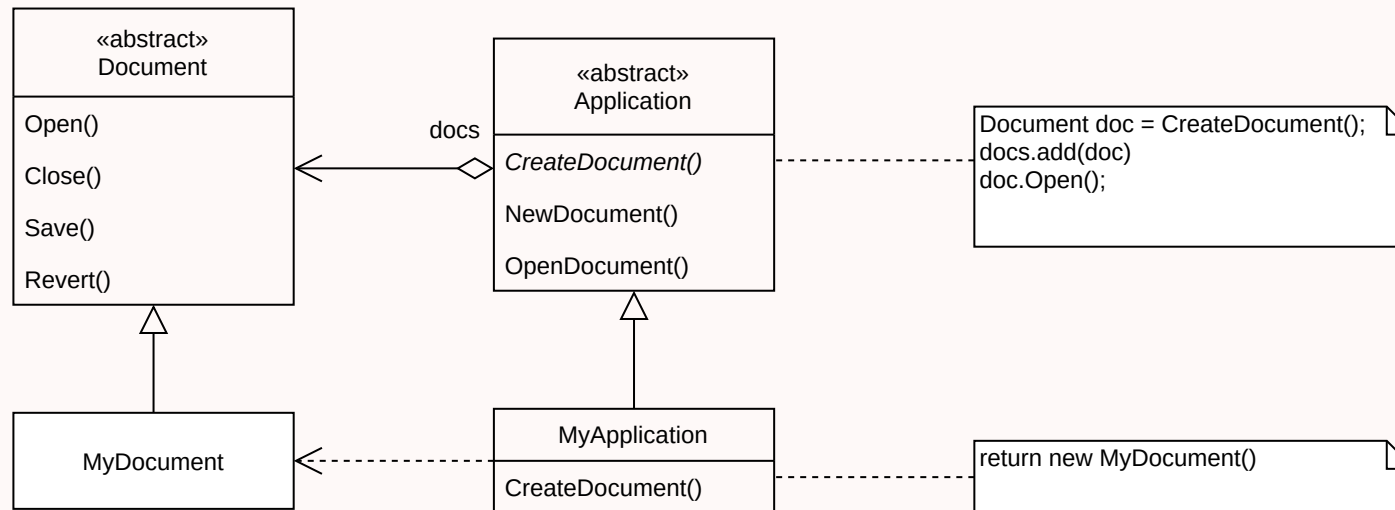 «abstract»
Document
Open()
Close()
Save()
Revert()
docs
«abstract»
Application
CreateDocument()
NewDocument()
OpenDocument()
Document doc = CreateDocument();
docs.add(doc)
doc.Open();
MyDocument
MyApplication
CreateDocument()
return new MyDocument()